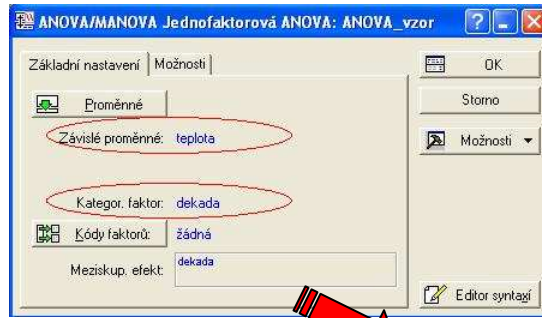 ANOVA/MANOVA Jednofaktorová ANOVA: ANOVA_vzor
Základní nastavení
Možnosti
Proměnné
Závislé proměnné: teplota
Kategor. faktor: dekada
Kódy faktorů: žádná
Meziskup. efekt: dekada
OK
Storno
Možnosti
Editor syntaxí